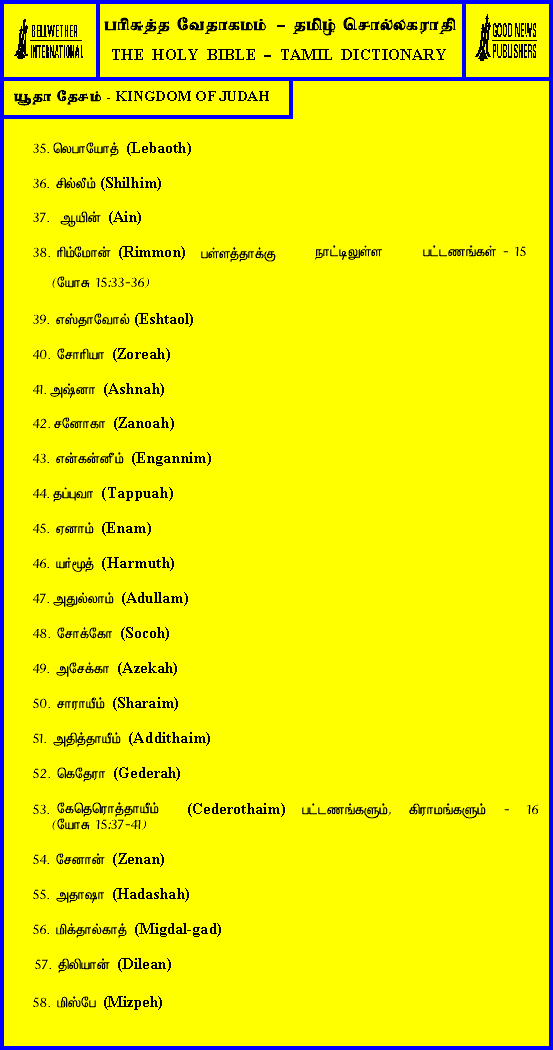 BELLWETHER
INTERNATIONAL
பரிசுத்த வேதாகமம் – தமிழ் சொல்லகராதி
THE HOLY BIBLE – TAMIL DICTIONARY
GOOD NEWS
PUBLISHERS
யூதா தேசம் - KINGDOM OF JUDAH
35. லெபாயோத் (Lebaoth)
36. சில்லீம் (Shilhim)
37. ஆயின் (Ain)
38. ரிம்மோன் (Rimmon) பள்ளத்தாக்கு நாட்டிலுள்ள பட்டணங்கள் - 15
(யோசு 15:33-36)
39. எஸ்தாவோல் (Eshtaol)
40. சோரியா (Zoreah)
41. அஷ்னா (Ashnah)
42. சனோகா (Zanoah)
43. என்கன்னீம் (Engannim)
44. தப்புவா (Tappuah)
45. ஏனாம் (Enam)
46. யர்மூத் (Harmuth)
47. அதுல்லாம் (Adullam)
48. சோக்கோ (Socoh)
49. அசேக்கா (Azekah)
50. சாராயீம் (Sharaim)
51. அதித்தாயீம் (Addithaim)
52. கெதேரா (Gederah)
53. கேதெரொத்தாயீம் (Cederothaim) பட்டணங்களும், கிராமங்களும் - 16
(யோசு 15:37-41)
54. சேனான் (Zenan)
55. அதாஷா (Hadashah)
56. மிக்தால்காத் (Migdal-gad)
57. திலியான் (Dilean)
58. மிஸ்பே (Mizpeh)